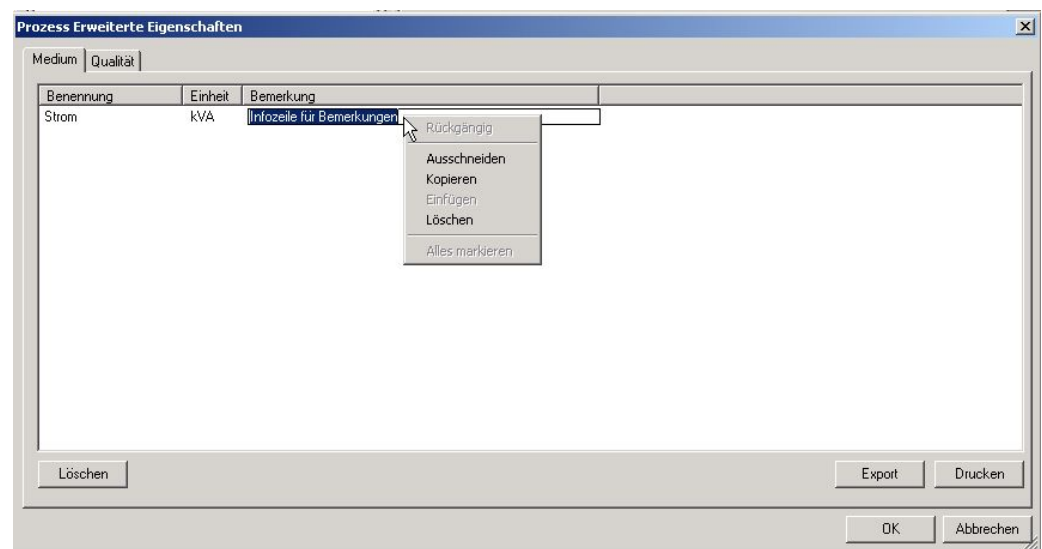 Prozess Erweiterte Eigenschaften
Medium Qualität
Benennung Einheit Bemerkung
Strom kVA Infozeile für Bemerkungen
Rückgängig
Ausschneiden
Kopieren
Einfügen
Löschen
Alles markieren
Löschen Export Drucken
OK Abbrechen